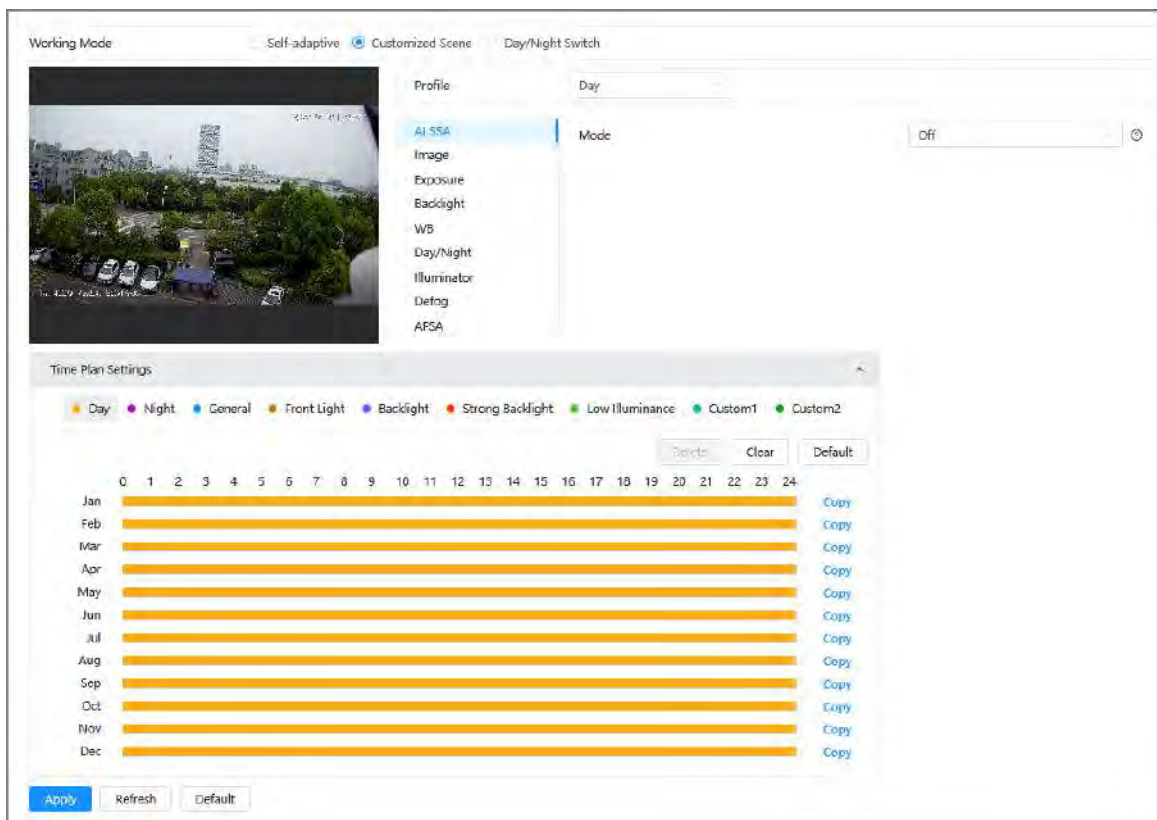 Working Mode Self-adaptive Customized Scene Day/Night Switch
Profile Day
AI SSA Mode Off
Image
Exposure
Backlight
WB
Day/Night
Illuminator
Defog
AFSA
Time Plan Settings
Day Night General Front Light Backlight Strong Backlight Low Illuminance Custom1 Custom2
Delete Clear Default
0 1 2 3 4 5 6 7 8 9 10 11 12 13 14 15 16 17 18 19 20 21 22 23 24
Jan Copy
Feb Copy
Mar Copy
Apr Copy
May Copy
Jun Copy
Jul Copy
Aug Copy
Sep Copy
Oct Copy
Nov Copy
Dec Copy
Apply Refresh Default